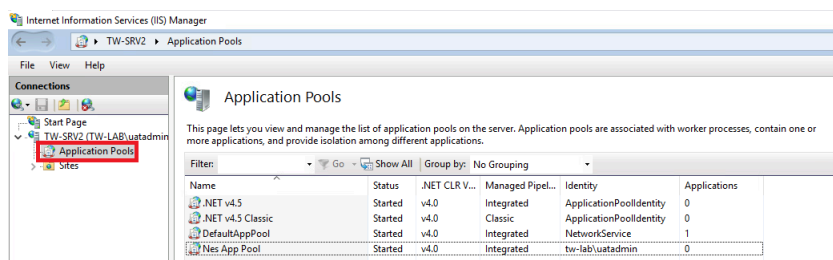 Internet Information Services (IIS) Manager
TW-SRV2 Application Pools
File View Help
Connections
Start Page
TW-SRV2 (TW-LAB\uatadmin
Application Pools
Sites
Application Pools
This page lets you view and manage the list of application pools on the server. Application pools are associated with worker processes, contain one or
more applications, and provide isolation among different applications.
Filter: Go Show All Group by: No Grouping
Name Status .NET CLR V... Managed Pipel... Identity Applications
.NET v4.5 Started v4.0 Integrated ApplicationPoolIdentity 0
.NET v4.5 Classic Started v4.0 Classic ApplicationPoolIdentity 0
DefaultAppPool Started v4.0 Integrated NetworkService 1
Nes App Pool Started v4.0 Integrated tw-lab\uatadmin 0